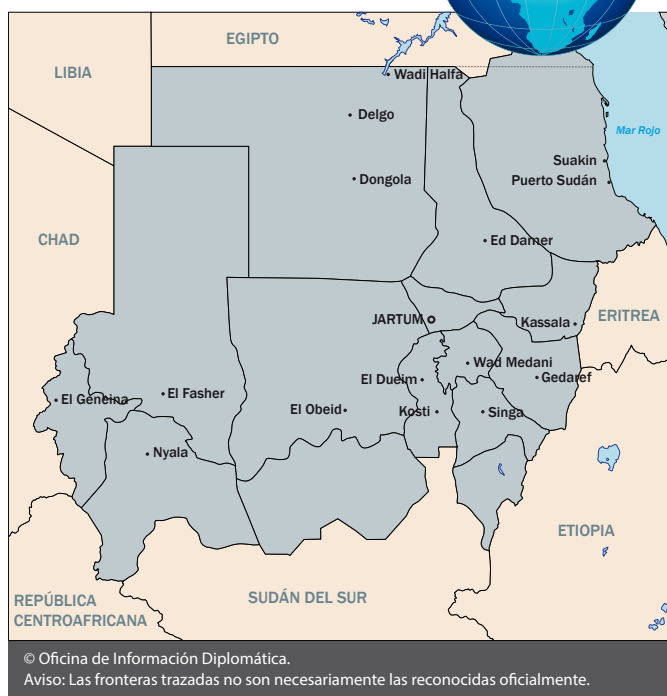 EGIPTO
LIBIA
Wadi Halfa
Delgo
Mar Rojo
Suakin
Dongola
Puerto Sudán
CHAD
Ed Damer
JARTUM
Kassala
ERITREA
Wad Medani
El Dueim
Gedaref
El Geneina
El Fasher
El Obeid
Kosti
Singa
Nyala
ETIOPIA
SUDÁN DEL SUR
REPÚBLICA
CENTROAFRICANA
© Oficina de Información Diplomática.
Aviso: Las fronteras trazadas no son necesariamente las reconocidas oficialmente.